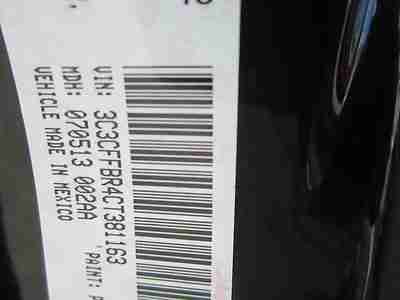 VIN: 3C3CFFBR4CT381163
MDH: 070513 002AA
'PAINT: P
VEHICLE MADE IN MEXICO